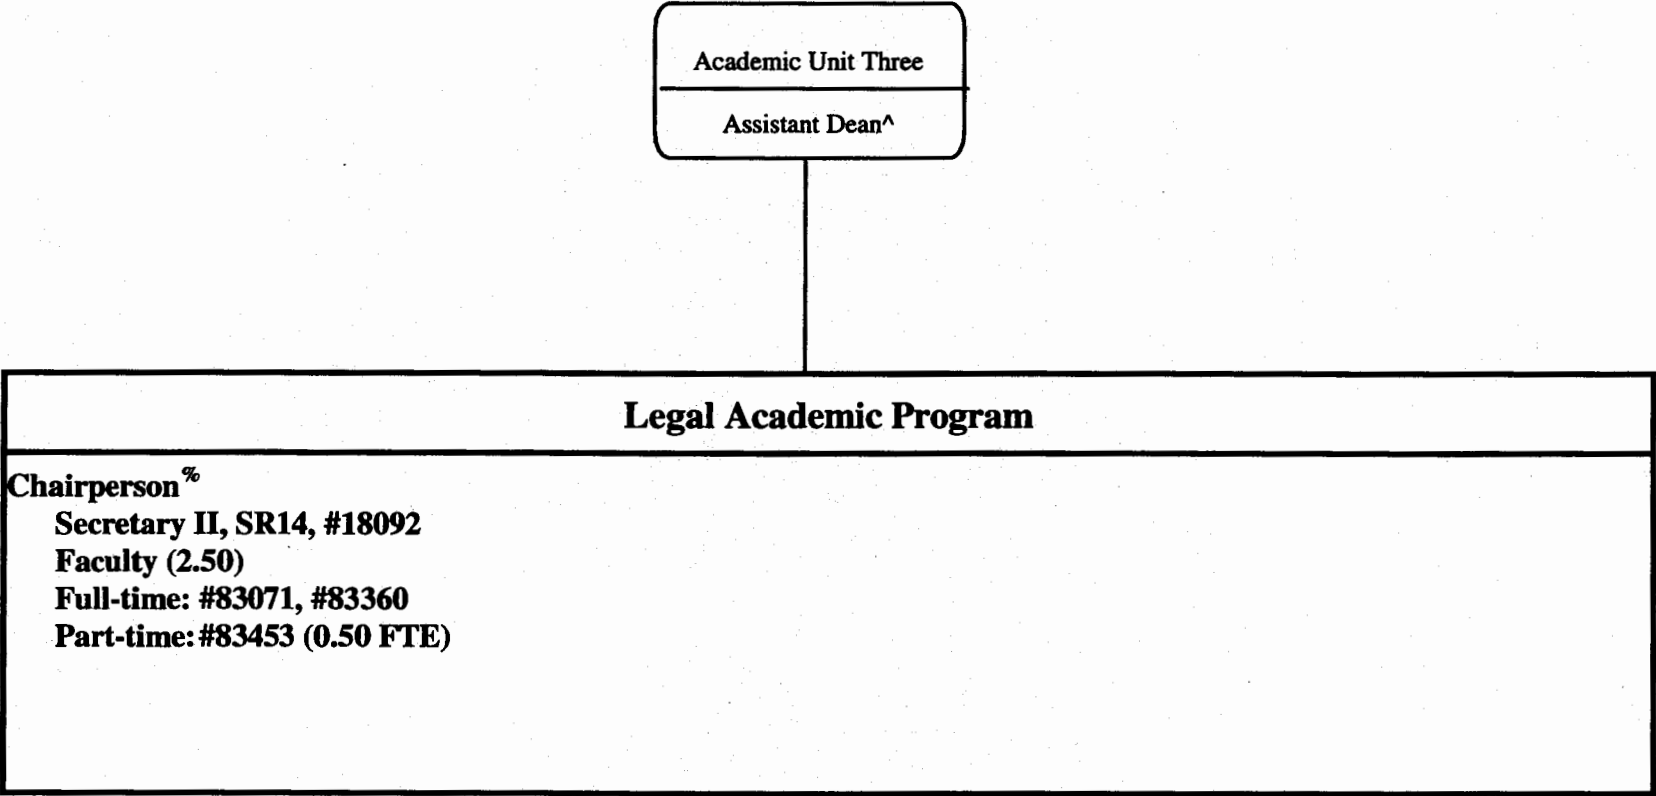 Academic Unit Three
Assistant Dean^
Legal Academic Program
Chairperson%
Secretary II, SR14, #18092
Faculty (2.50)
Full-time: #83071, #83360
Part-time: #83453 (0.50 FTE)